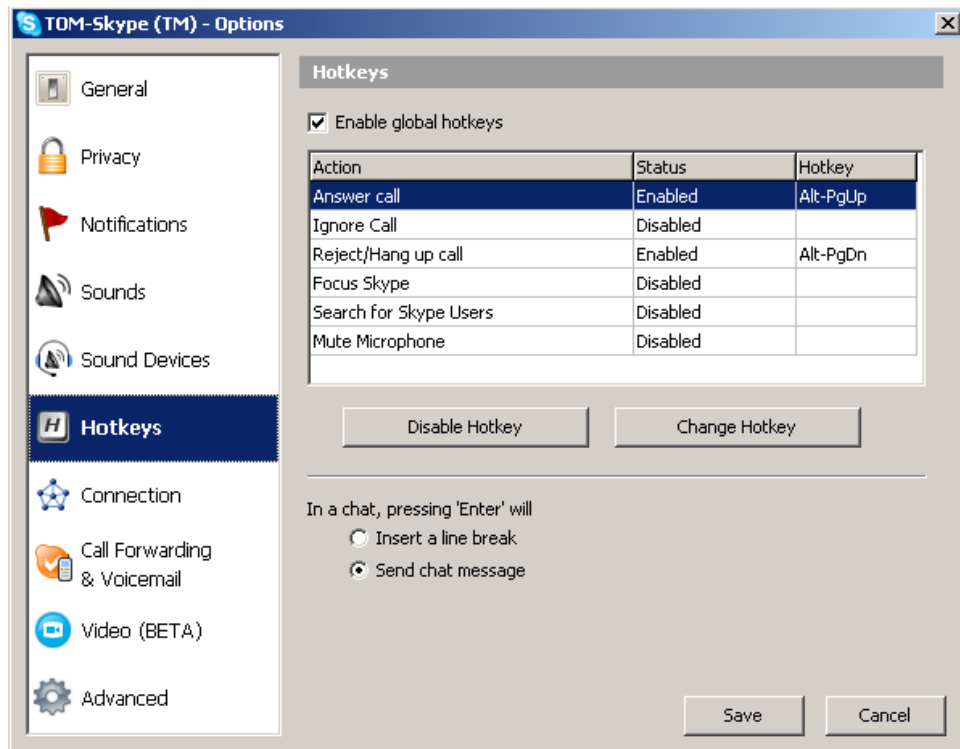 TOM-Skype (TM) - Options
General
Privacy
Notifications
Sounds
Sound Devices
Hotkeys
Connection
Call Forwarding
& Voicemail
Video (BETA)
Advanced
Hotkeys
Enable global hotkeys
Action Status Hotkey
Answer call Enabled Alt-PgUp
Ignore Call Disabled
Reject/Hang up call Enabled Alt-PgDn
Focus Skype Disabled
Search for Skype Users Disabled
Mute Microphone Disabled
Disable Hotkey Change Hotkey
In a chat, pressing 'Enter' will
Insert a line break
Send chat message
Save Cancel